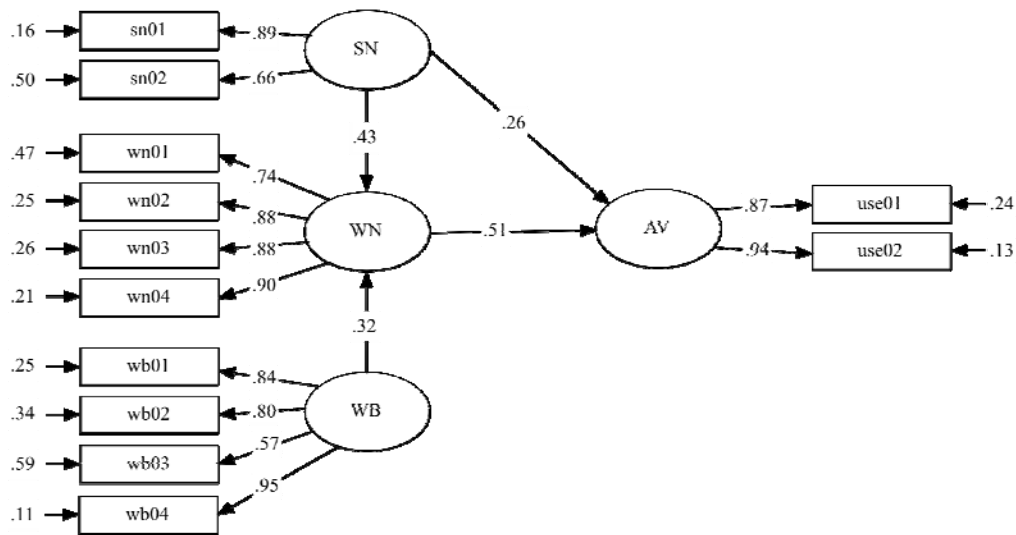 .16 sn01 .89 SN
.50 sn02 .66
.43 .26
.47 wn01 .74
.25 wn02 .88
.26 wn03 .88 WN .51 AV .87 use01 .24
.94 use02 .13
.21 wn04 .90
.32
.25 wb01 .84
.34 wb02 .80 WB
.59 wb03 .57
.11 wb04 .95